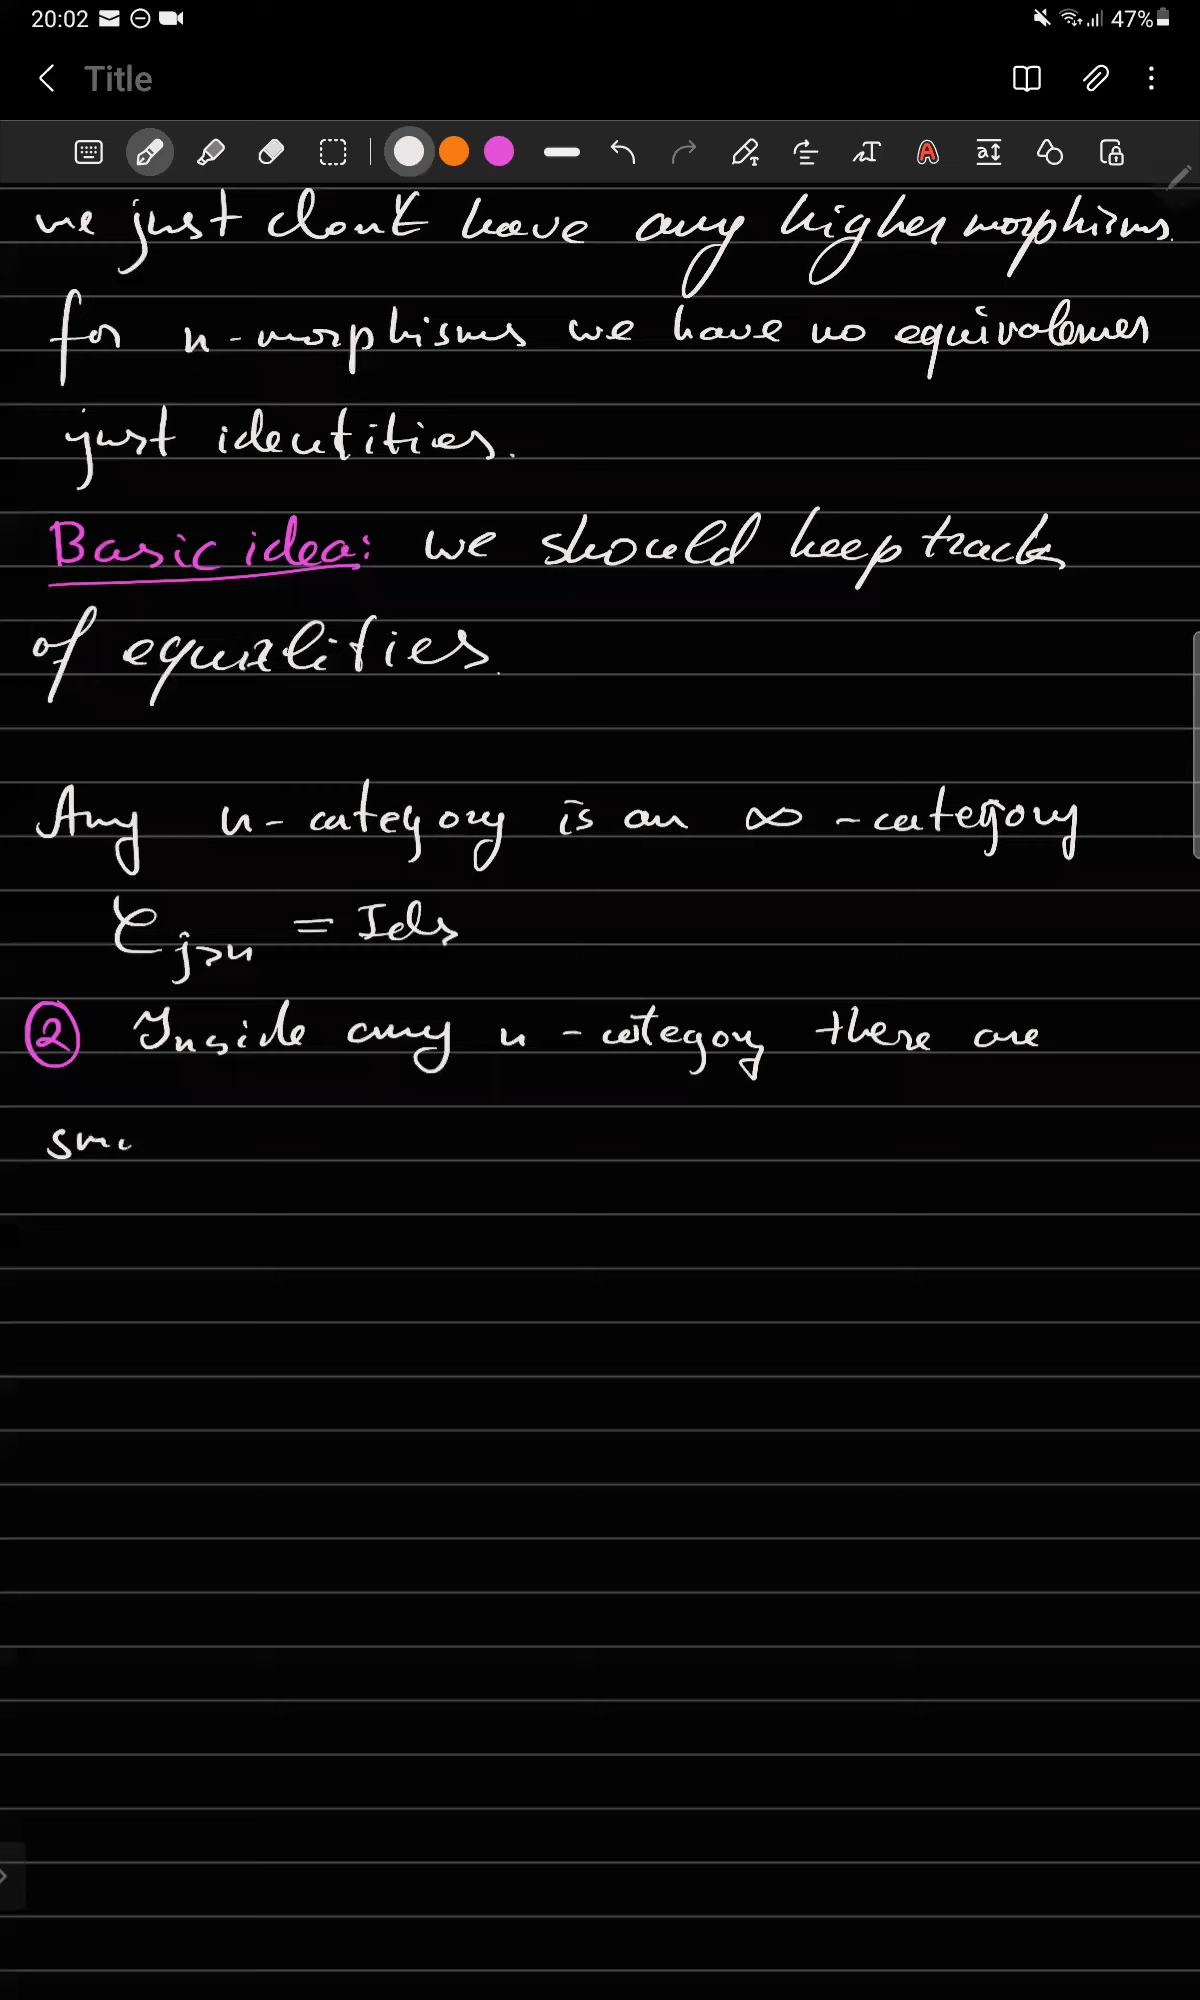 20:02 47%
Title
we just don't have any higher morphisms.
for n-morphisms we have no equivalences
just identities.
Basic idea: we should keep track
of equalities.
Any n-category is an ∞-category
𝒞 j>n = Ids
② Inside any n-category there are